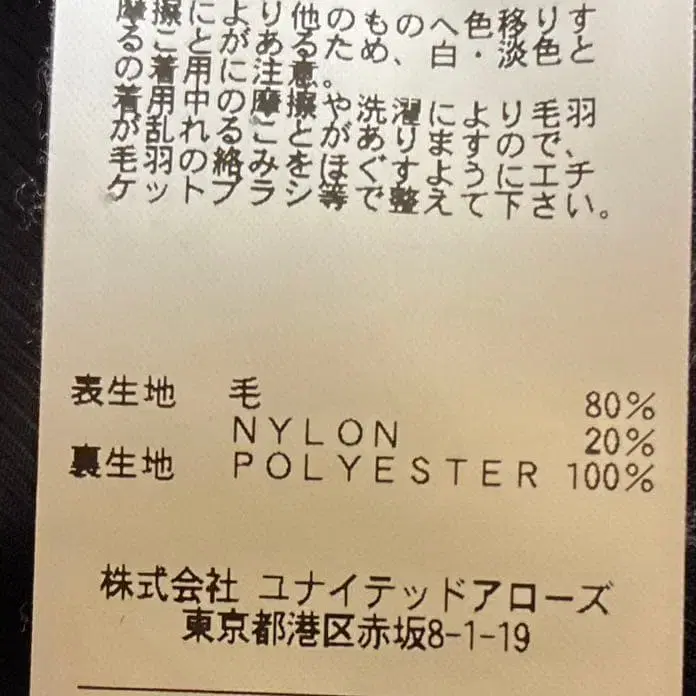 摩擦により他のものへ色移りす
ることがあるため、白・淡色と
の着用に注意。
着用中の摩擦や洗濯により毛羽
が乱れることがありますので、
毛羽の絡みをほぐすようにエチ
ケットブラシ等で整えて下さい。
表生地 毛 80%
NYLON 20%
裏生地 POLYESTER 100%
株式会社 ユナイテッドアローズ
東京都港区赤坂8-1-19